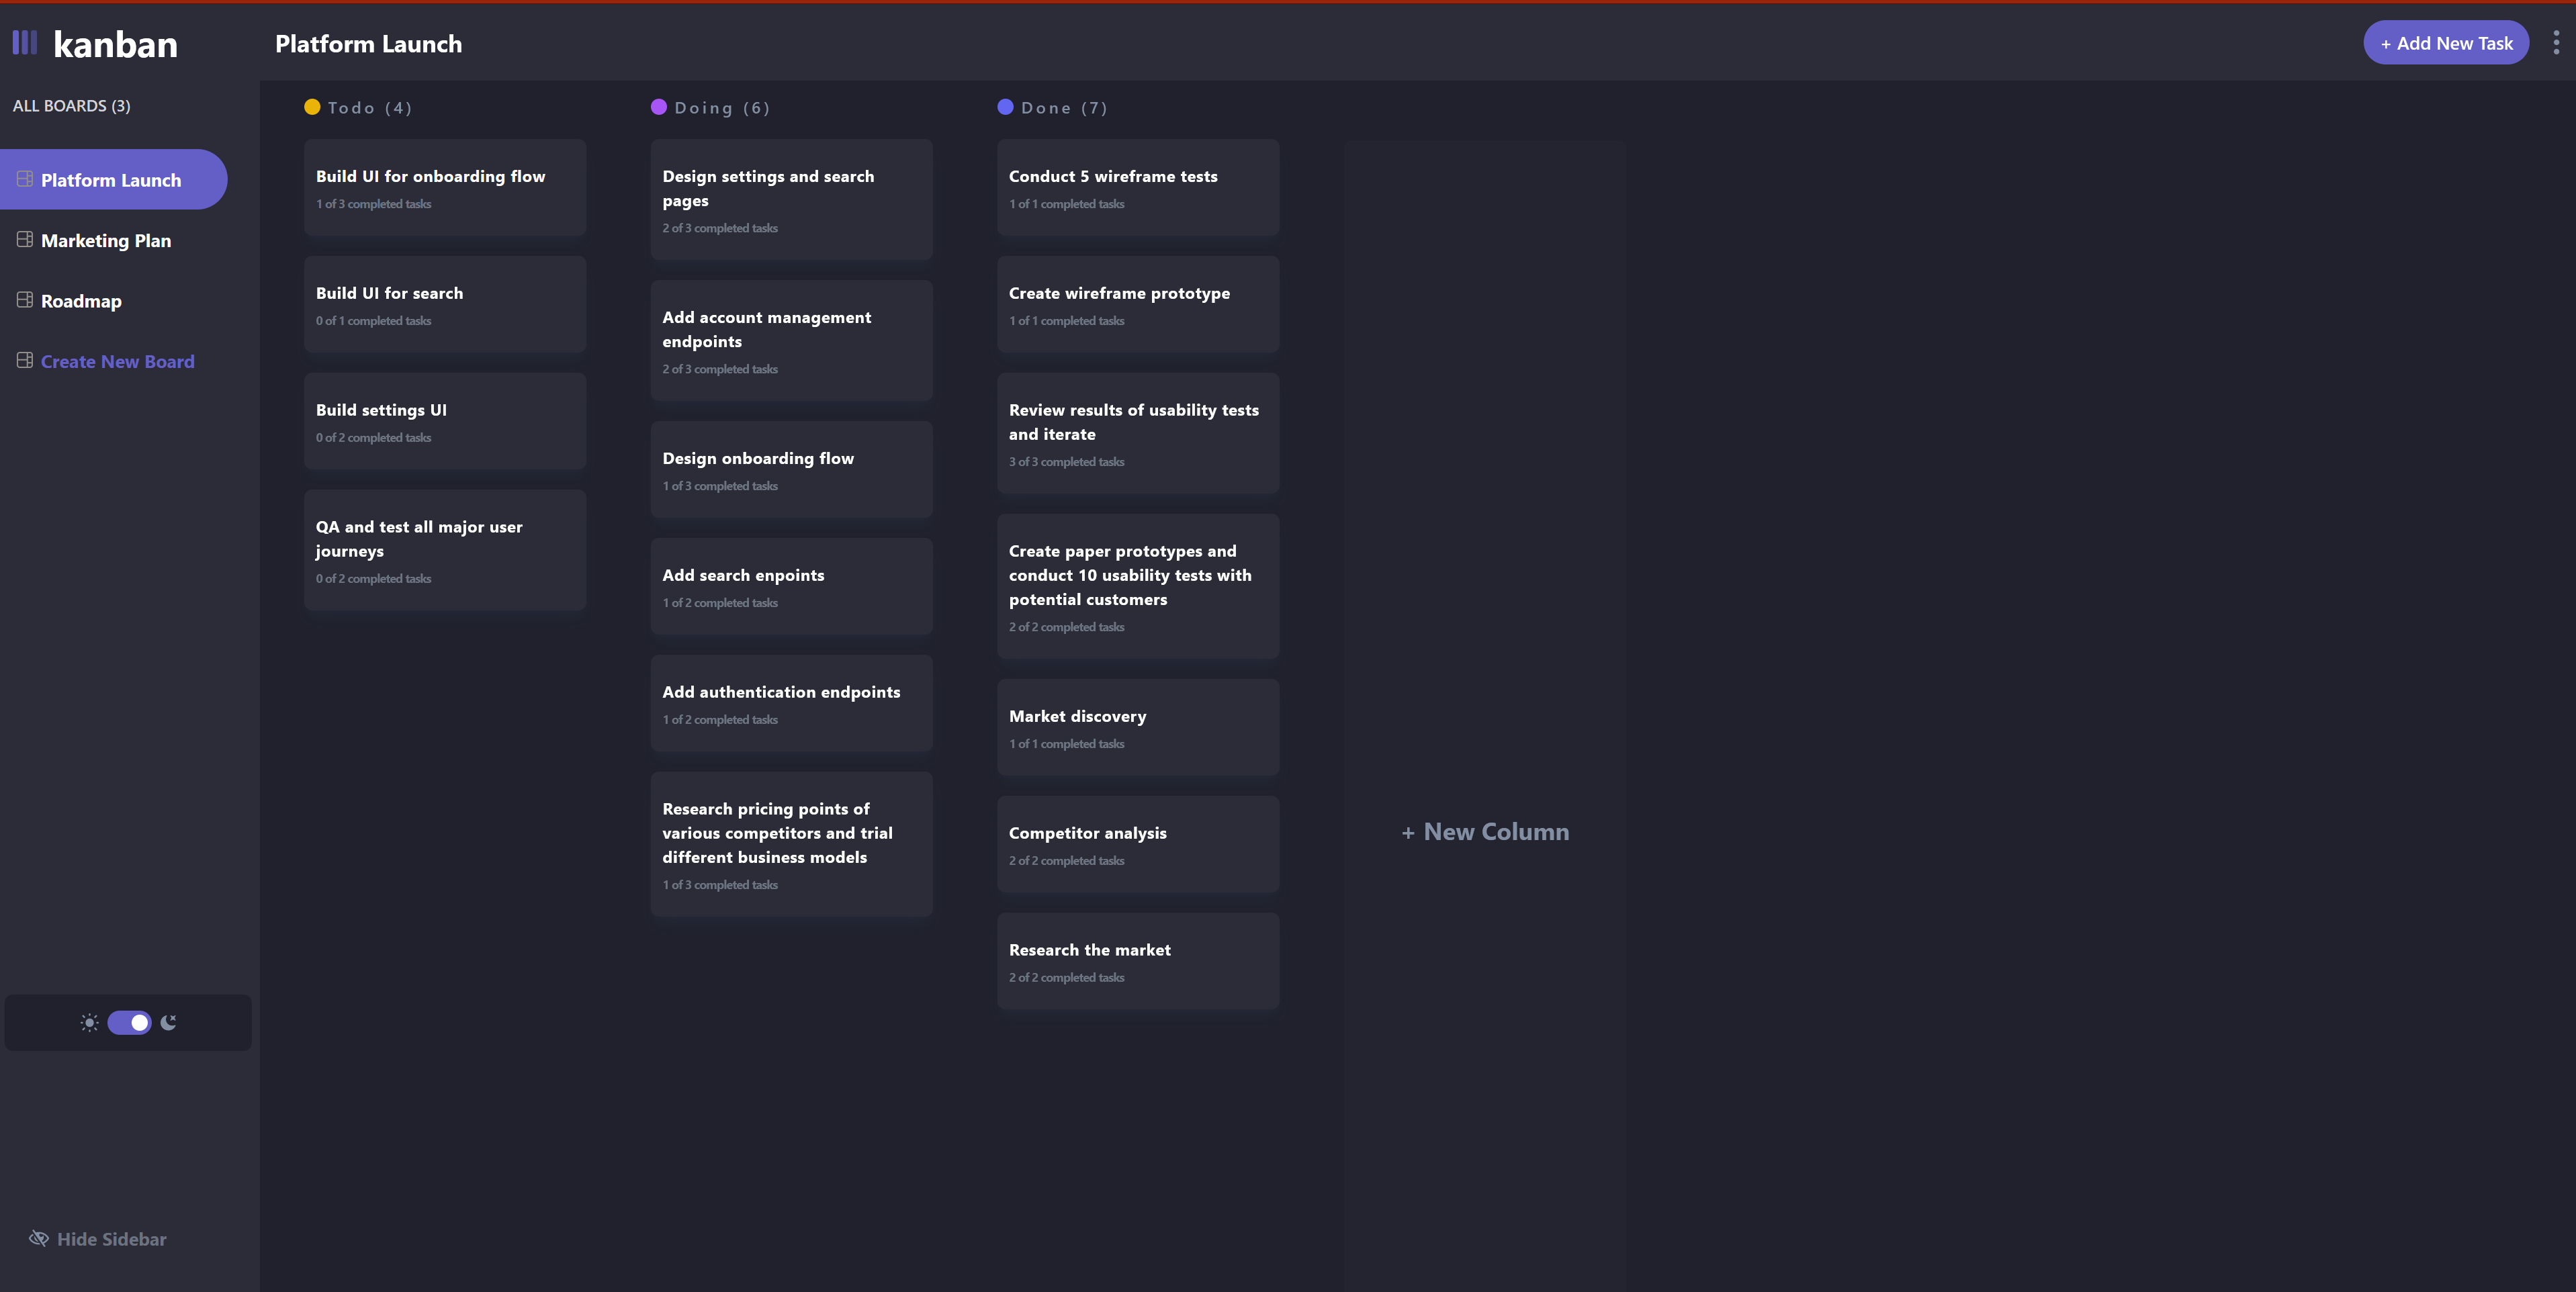 kanban
Platform Launch
+ Add New Task
ALL BOARDS (3)
Platform Launch
Marketing Plan
Roadmap
Create New Board
Hide Sidebar
Todo (4)
Build UI for onboarding flow
1 of 3 completed tasks
Build UI for search
0 of 1 completed tasks
Build settings UI
0 of 2 completed tasks
QA and test all major user
journeys
0 of 2 completed tasks
Doing (6)
Design settings and search
pages
2 of 3 completed tasks
Add account management
endpoints
2 of 3 completed tasks
Design onboarding flow
1 of 3 completed tasks
Add search enpoints
1 of 2 completed tasks
Add authentication endpoints
1 of 2 completed tasks
Research pricing points of
various competitors and trial
different business models
1 of 3 completed tasks
Done (7)
Conduct 5 wireframe tests
1 of 1 completed tasks
Create wireframe prototype
1 of 1 completed tasks
Review results of usability tests
and iterate
3 of 3 completed tasks
Create paper prototypes and
conduct 10 usability tests with
potential customers
2 of 2 completed tasks
Market discovery
1 of 1 completed tasks
Competitor analysis
2 of 2 completed tasks
Research the market
2 of 2 completed tasks
+ New Column